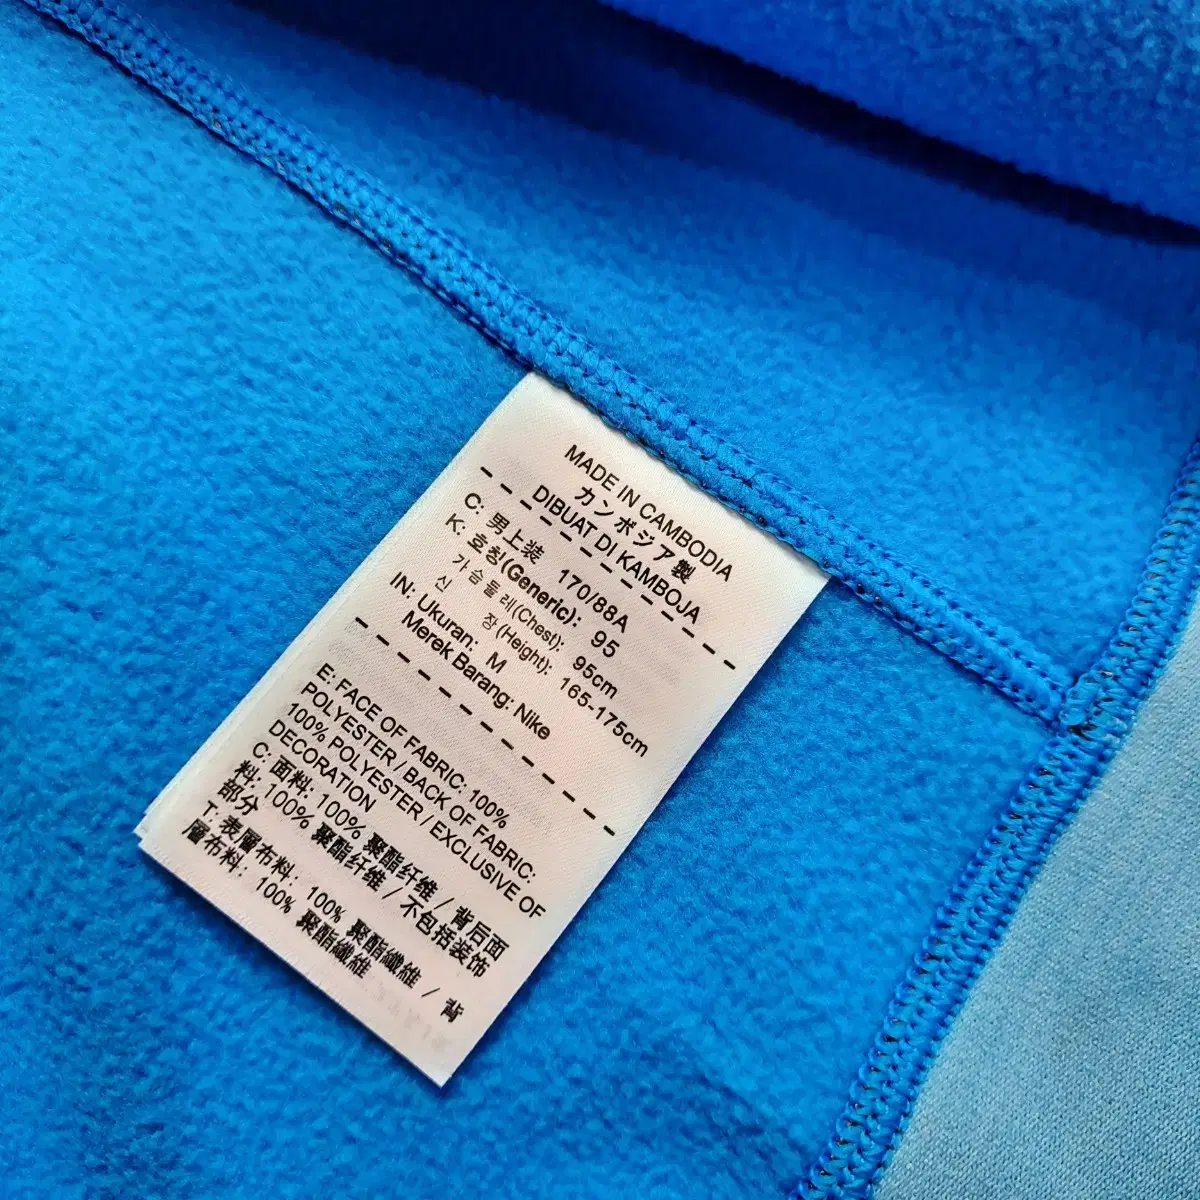 MADE IN CAMBODIA
カンボジア製
DIBUAT DI KAMBOJA
C: 男上装 170/88A
K: 호칭(Generic): 95
가슴둘레(Chest): 95cm
신 장(Height): 165-175cm
IN: Ukuran: M
Merek Barang: Nike
E: FACE OF FABRIC: 100%
POLYESTER / BACK OF FABRIC:
100% POLYESTER / EXCLUSIVE OF
DECORATION
C: 面料: 100% 聚酯纤维 / 背后面
料: 100% 聚酯纤维 / 不包括装饰
部分
T: 表層布料: 100% 聚酯纖維 / 背
層布料: 100% 聚酯纖維